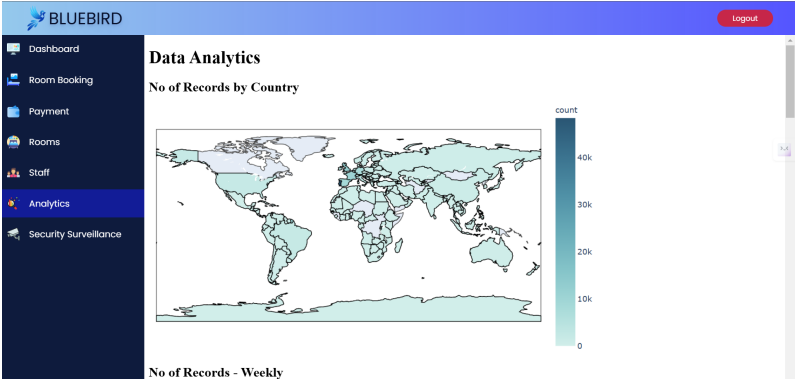 BLUEBIRD
Logout
Dashboard
Room Booking
Payment
Rooms
Staff
Analytics
Security Surveillance
Data Analytics
No of Records by Country
count
40k
30k
20k
10k
0
No of Records - Weekly